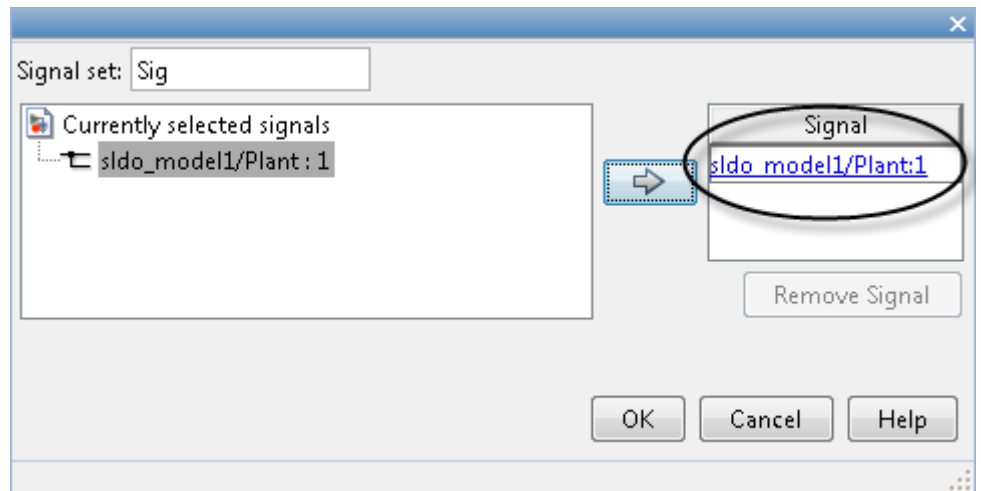 Signal set: Sig
Currently selected signals
sldo_model1/Plant : 1
Signal
sldo_model1/Plant:1
Remove Signal
OK Cancel Help